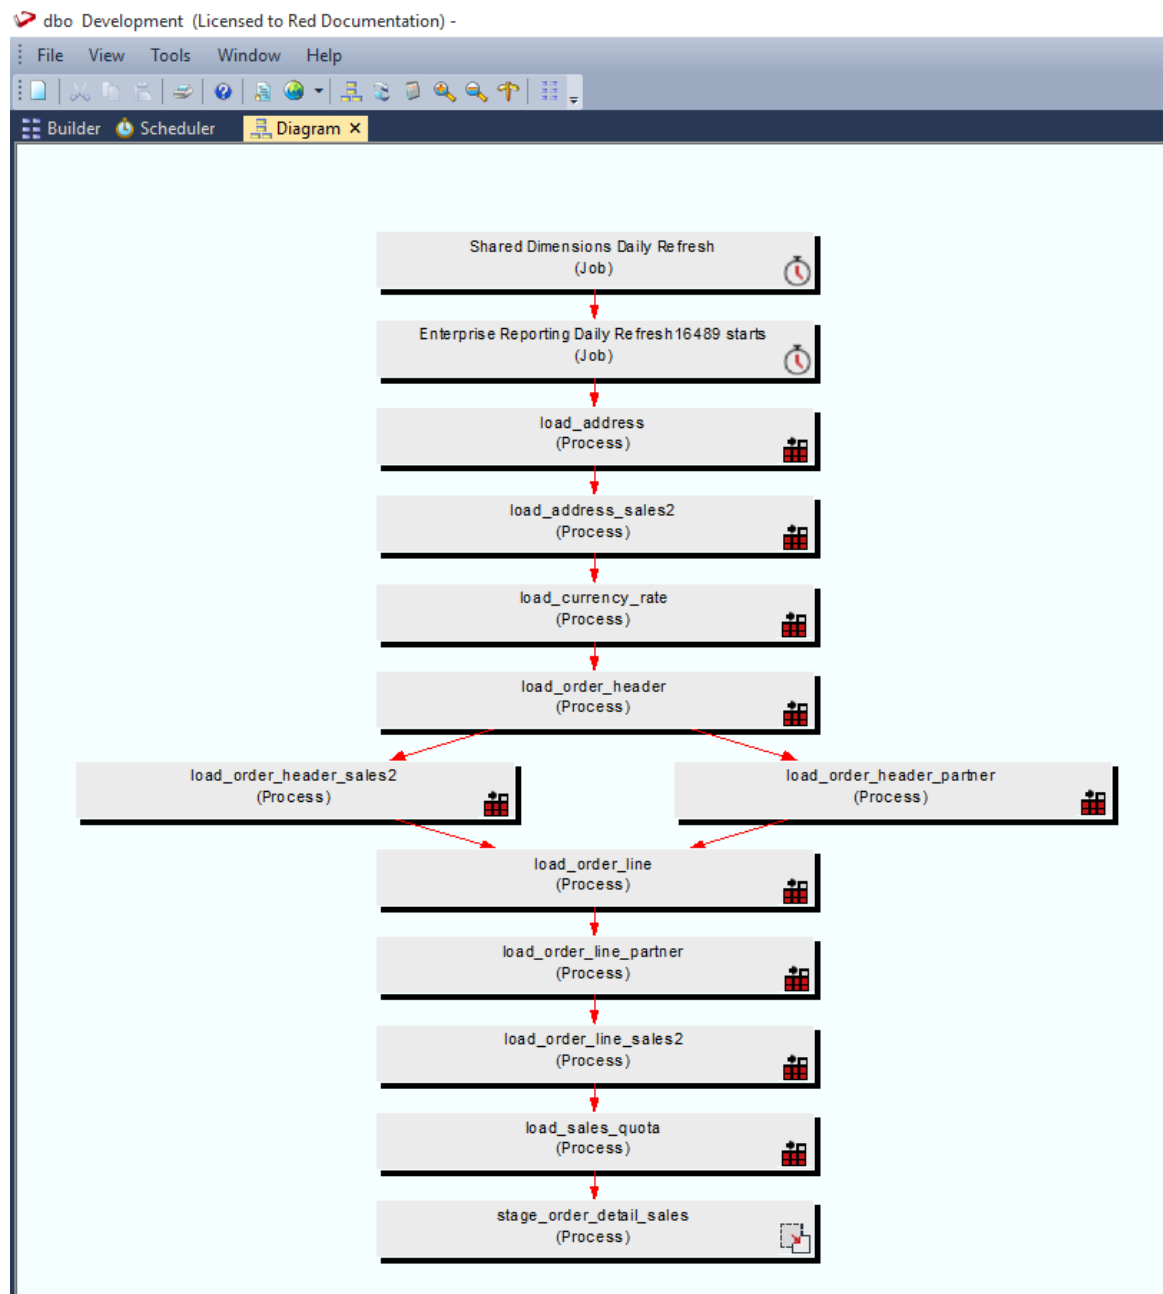 dbo Development (Licensed to Red Documentation) -
File View Tools Window Help
Builder Scheduler Diagram ×
Shared Dimensions Daily Refresh
(Job)
Enterprise Reporting Daily Refresh16489 starts
(Job)
load_address
(Process)
load_address_sales2
(Process)
load_currency_rate
(Process)
load_order_header
(Process)
load_order_header_sales2
(Process)
load_order_header_partner
(Process)
load_order_line
(Process)
load_order_line_partner
(Process)
load_order_line_sales2
(Process)
load_sales_quota
(Process)
stage_order_detail_sales
(Process)